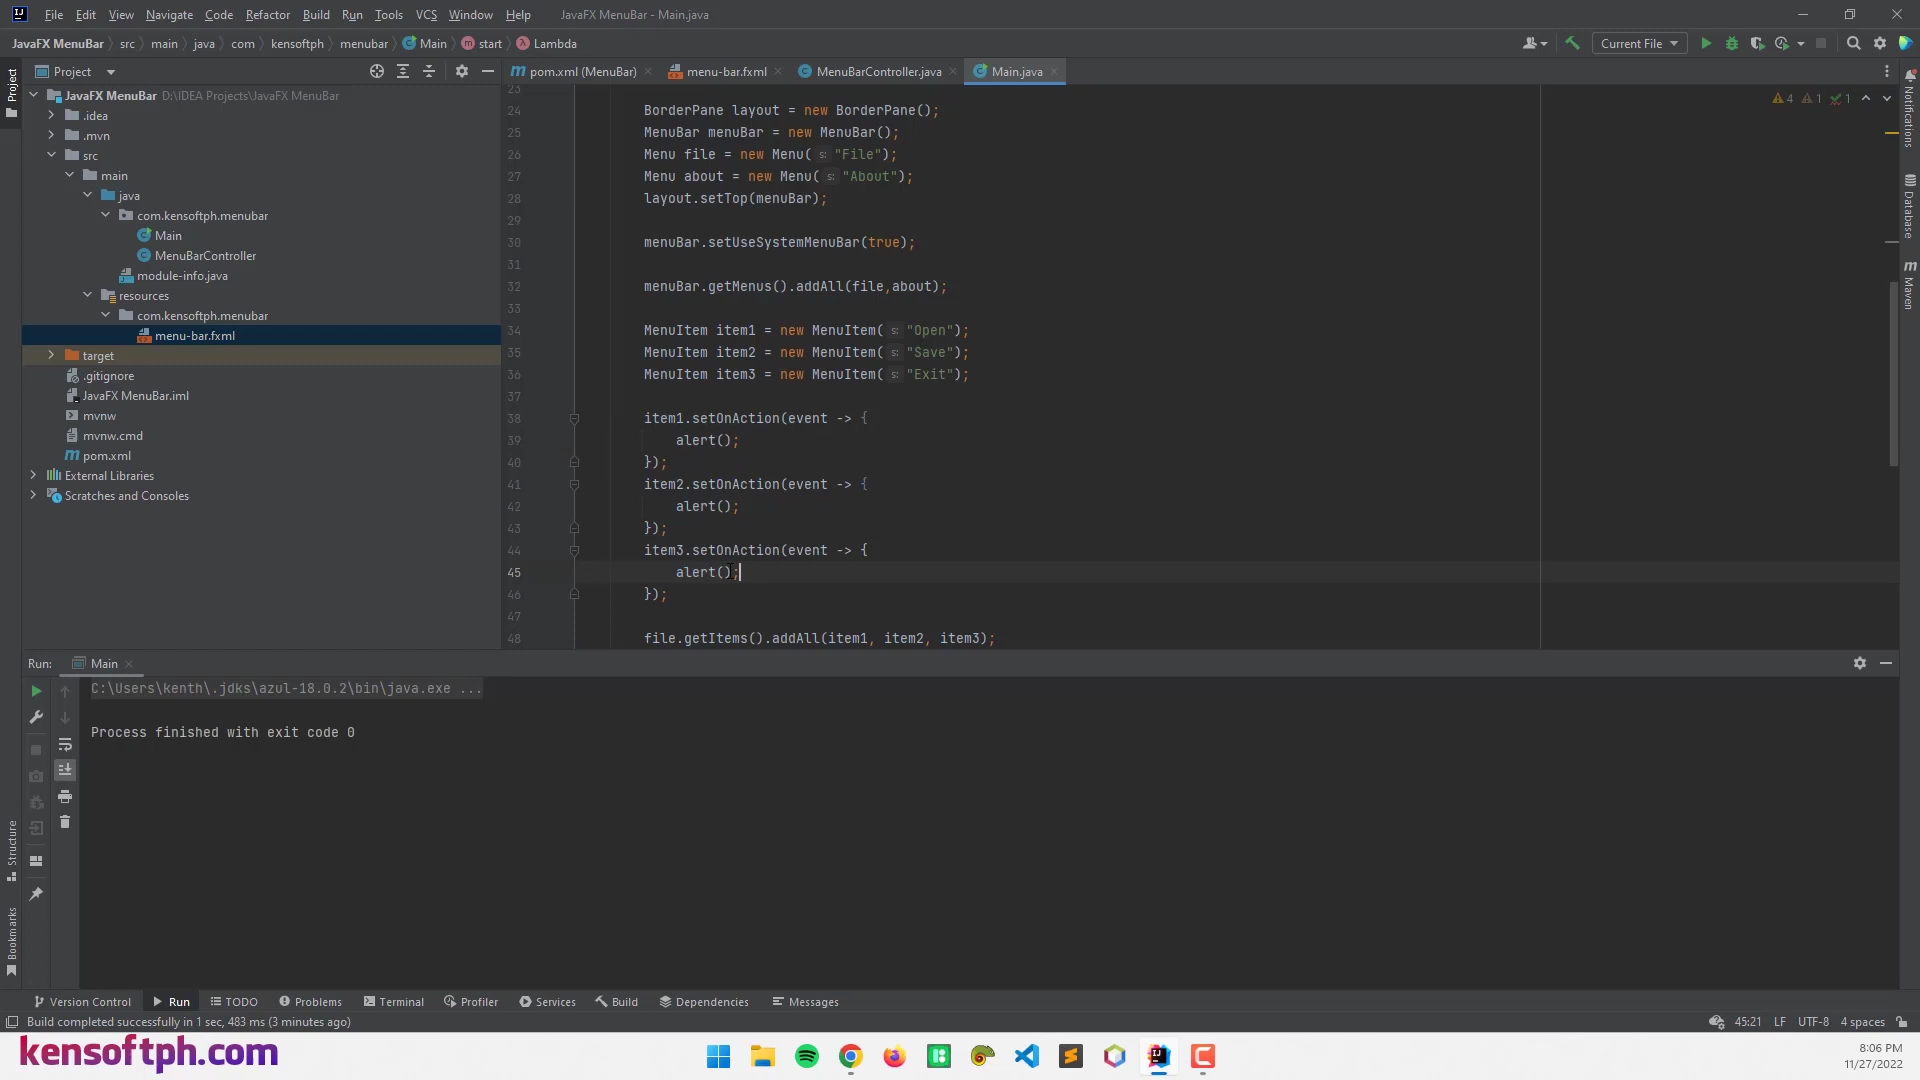 File Edit View Navigate Code Refactor Build Run Tools VCS Window Help JavaFX MenuBar - Main.java
JavaFX MenuBar src main java com kensoftph menubar Main start Lambda Current File
Project
Project
pom.xml (MenuBar) menu-bar.fxml MenuBarController.java Main.java
JavaFX MenuBar D:\IDEA Projects\JavaFX MenuBar
.idea
.mvn
src
main
java
com.kensoftph.menubar
Main
MenuBarController
module-info.java
resources
com.kensoftph.menubar
menu-bar.fxml
target
.gitignore
JavaFX MenuBar.iml
mvnw
mvnw.cmd
pom.xml
External Libraries
Scratches and Consoles
4 1 1
23
24 BorderPane layout = new BorderPane();
25 MenuBar menuBar = new MenuBar();
26 Menu file = new Menu( s: "File");
27 Menu about = new Menu( s: "About");
28 layout.setTop(menuBar);
29
30 menuBar.setUseSystemMenuBar(true);
31
32 menuBar.getMenus().addAll(file,about);
33
34 MenuItem item1 = new MenuItem( s: "Open");
35 MenuItem item2 = new MenuItem( s: "Save");
36 MenuItem item3 = new MenuItem( s: "Exit");
37
38 item1.setOnAction(event -> {
39 alert();
40 });
41 item2.setOnAction(event -> {
42 alert();
43 });
44 item3.setOnAction(event -> {
45 alert();
46 });
47
48 file.getItems().addAll(item1, item2, item3);
Notifications
Database
Maven
Run: Main
C:\Users\kenth\.jdks\azul-18.0.2\bin\java.exe ...
Process finished with exit code 0
Structure
Bookmarks
Version Control Run TODO Problems Terminal Profiler Services Build Dependencies Messages
Build completed successfully in 1 sec, 483 ms (3 minutes ago) 45:21 LF UTF-8 4 spaces
kensoftph.com
8:06 PM
11/27/2022